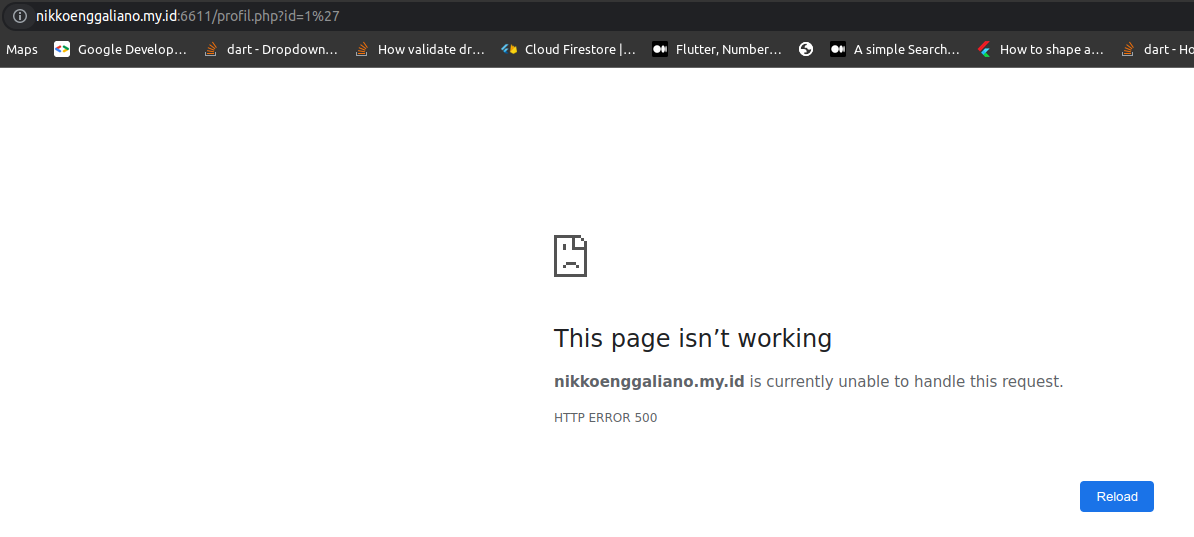 nikkoenggaliano.my.id:6611/profil.php?id=1%27
Maps Google Develop... dart - Dropdown... How validate dr... Cloud Firestore |... Flutter, Number... A simple Search... How to shape a... dart - Ho
This page isn’t working
nikkoenggaliano.my.id is currently unable to handle this request.
HTTP ERROR 500
Reload